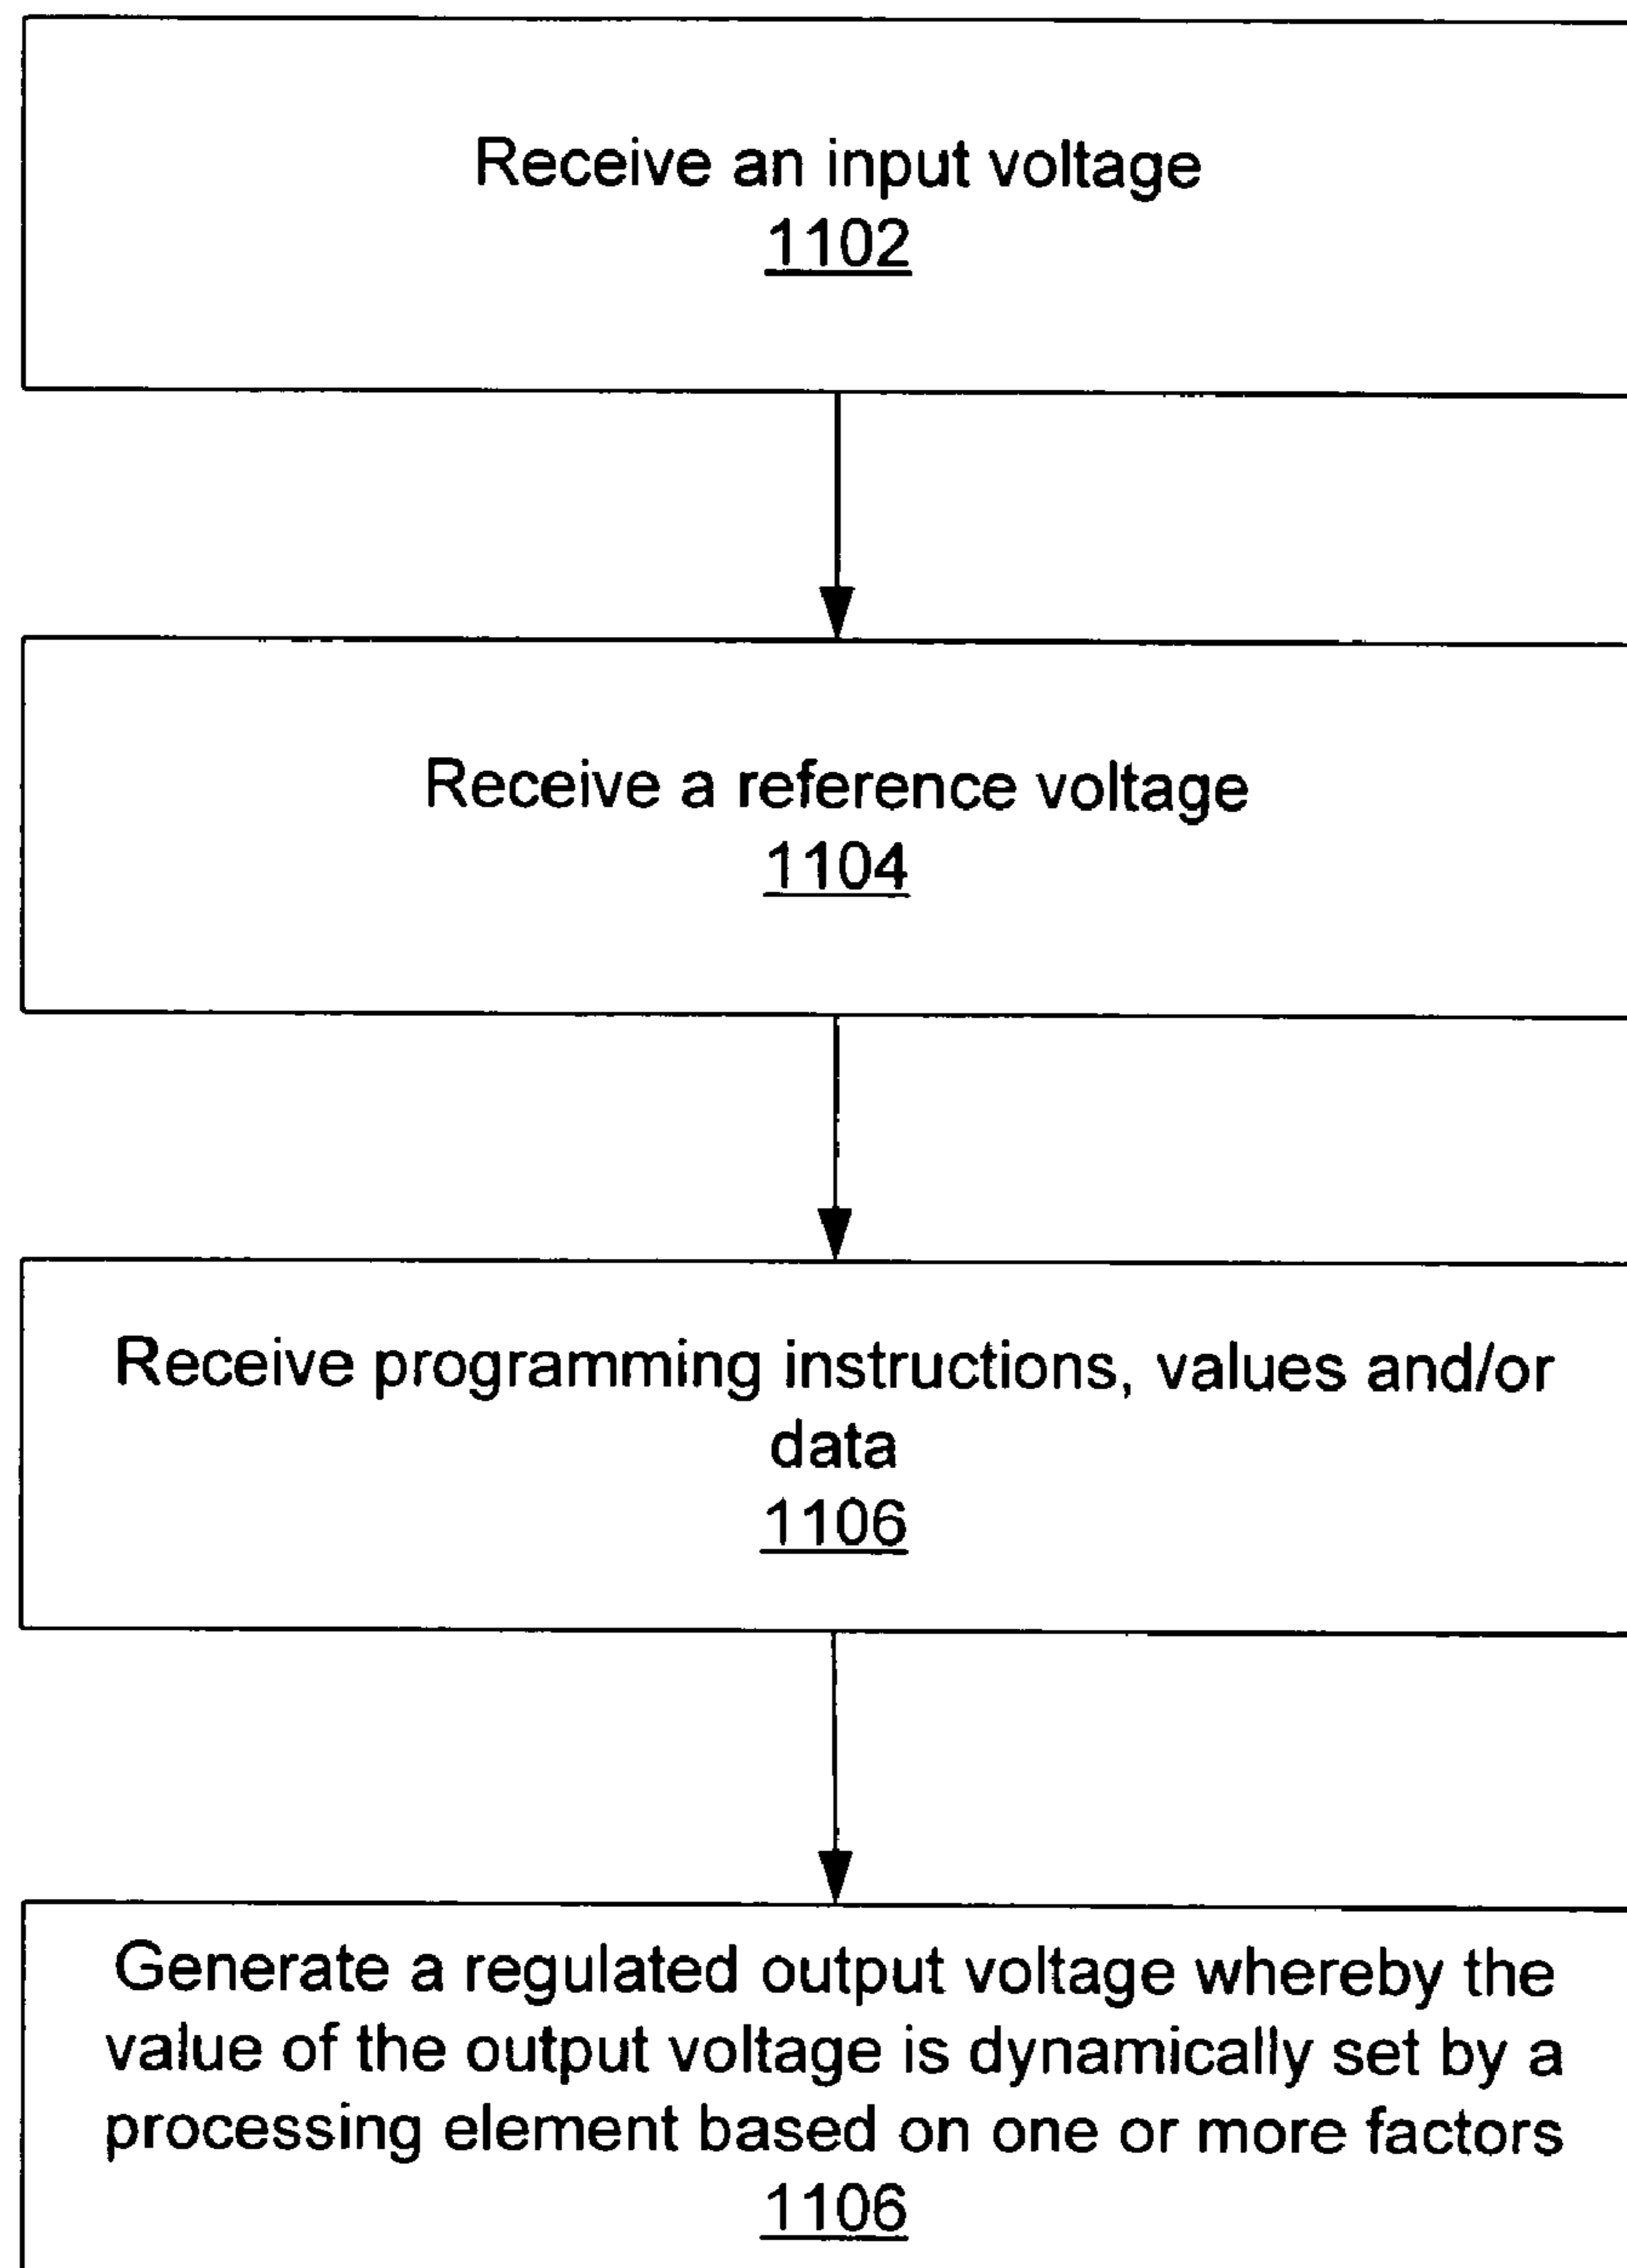 Receive an input voltage
1102
Receive a reference voltage
1104
Receive programming instructions, values and/or
data
1106
Generate a regulated output voltage whereby the
value of the output voltage is dynamically set by a
processing element based on one or more factors
1106